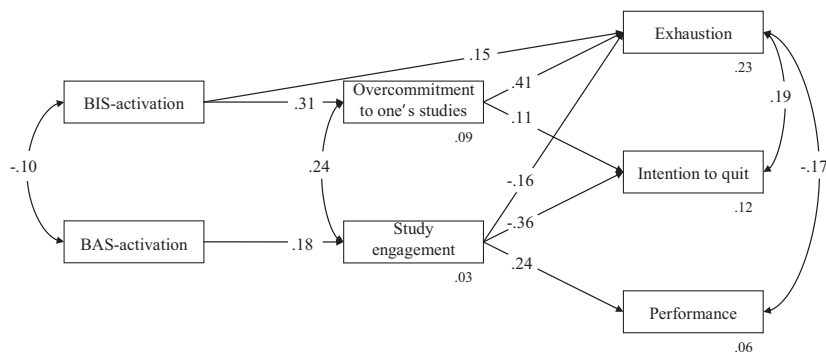 Exhaustion
.15
.23
BIS-activation
.31
Overcommitment
to one's studies
.41
.19
.09
.11
-.10
.24
Intention to quit
-.17
-.16
.12
-.36
BAS-activation
.18
Study
engagement
.24
.03
Performance
.06